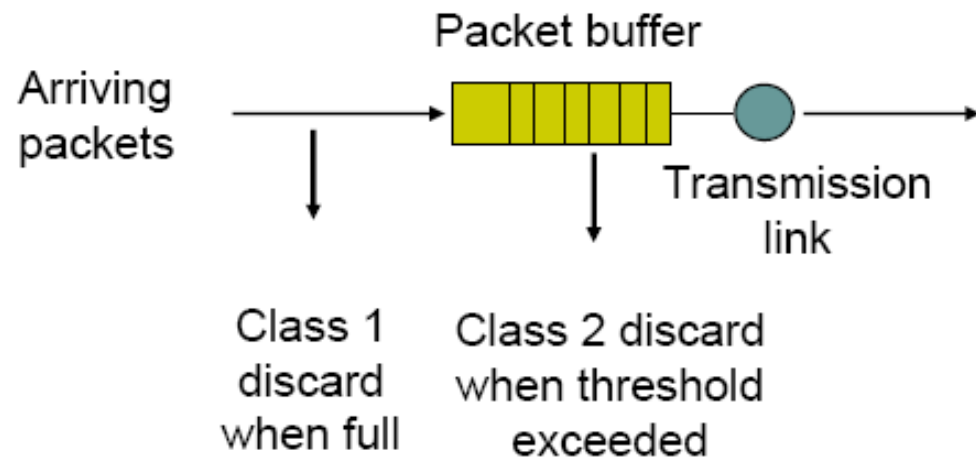 Packet buffer
Arriving
packets
Transmission
link
Class 1
discard
when full
Class 2 discard
when threshold
exceeded